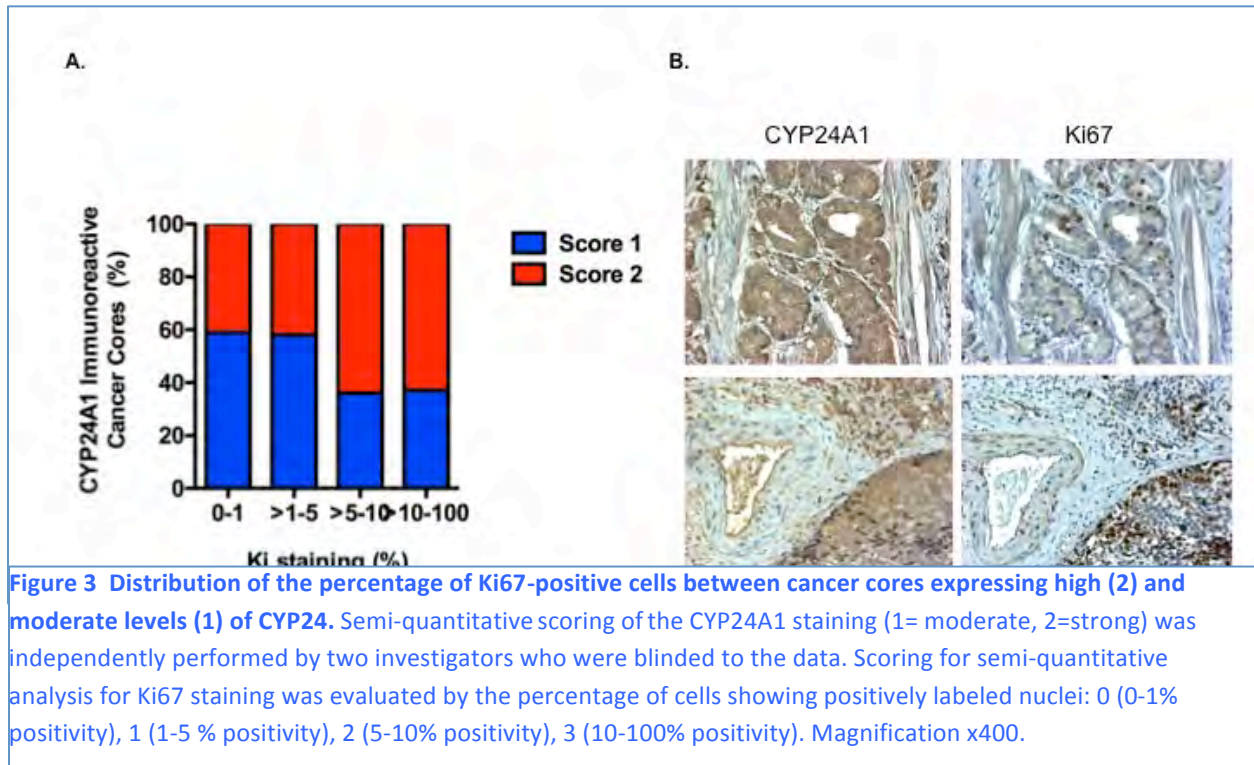 A.
B.
CYP24A1
Ki67
CYP24A1 Immunoreactive
Cancer Cores (%)
100
80
60
40
20
0
Score 1
Score 2
0-1
>1-5
>5-10
>10-100
Ki staining (%)
Figure 3 Distribution of the percentage of Ki67-positive cells between cancer cores expressing high (2) and
moderate levels (1) of CYP24. Semi-quantitative scoring of the CYP24A1 staining (1= moderate, 2=strong) was
independently performed by two investigators who were blinded to the data. Scoring for semi-quantitative
analysis for Ki67 staining was evaluated by the percentage of cells showing positively labeled nuclei: 0 (0-1%
positivity), 1 (1-5 % positivity), 2 (5-10% positivity), 3 (10-100% positivity). Magnification x400.